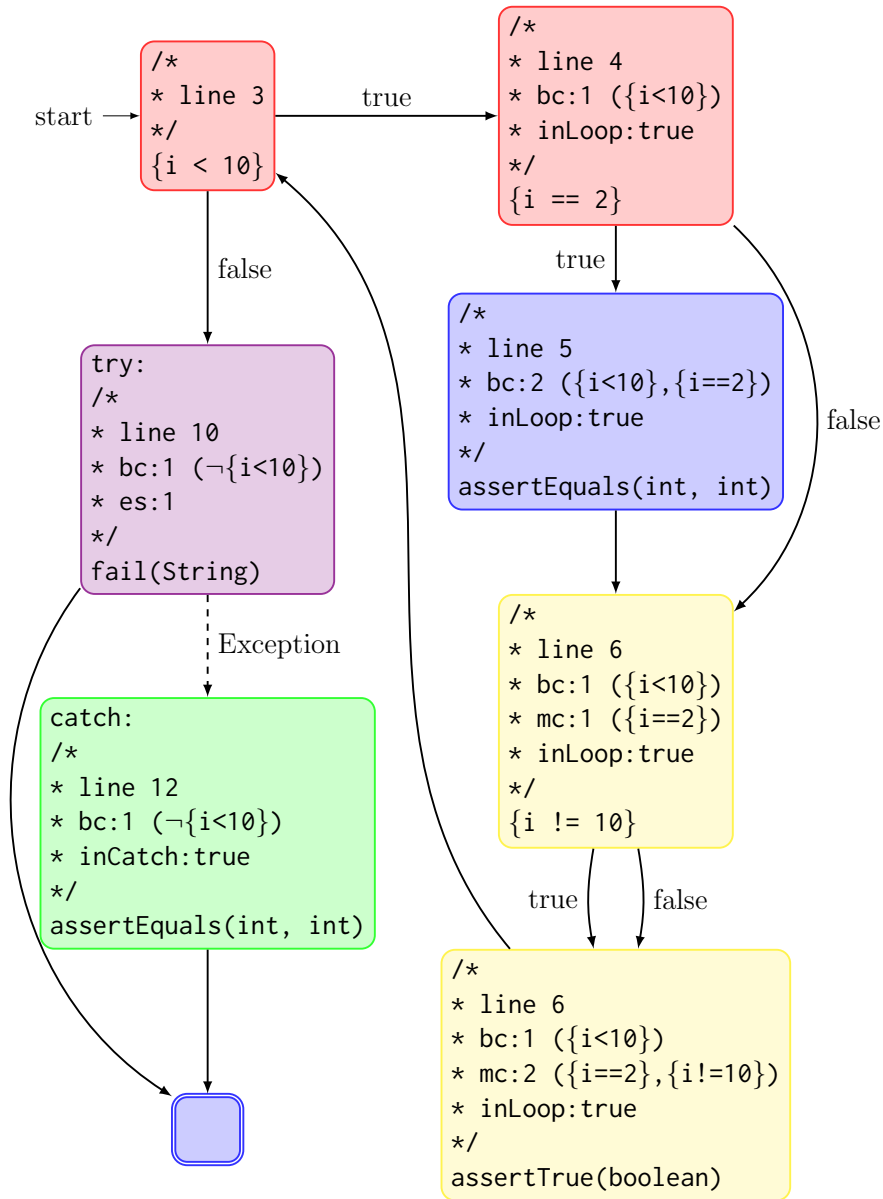 start
/*
* line 3
*/
{i < 10}
true
/*
* line 4
* bc:1 ({i<10})
* inLoop:true
*/
{i == 2}
false
true
false
try:
/*
* line 10
* bc:1 (¬{i<10})
* es:1
*/
fail(String)
/*
* line 5
* bc:2 ({i<10},{i==2})
* inLoop:true
*/
assertEquals(int, int)
Exception
catch:
/*
* line 12
* bc:1 (¬{i<10})
* inCatch:true
*/
assertEquals(int, int)
/*
* line 6
* bc:1 ({i<10})
* mc:1 ({i==2})
* inLoop:true
*/
{i != 10}
true
false
/*
* line 6
* bc:1 ({i<10})
* mc:2 ({i==2},{i!=10})
* inLoop:true
*/
assertTrue(boolean)